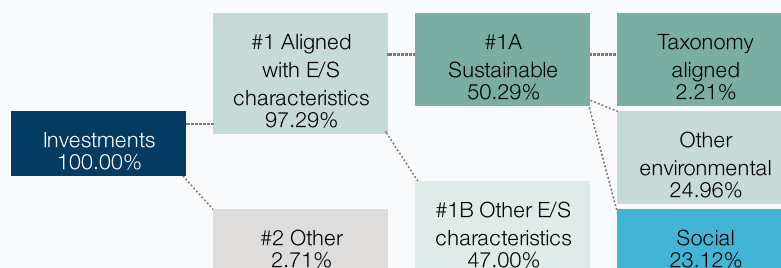 #1 Aligned
with E/S
characteristics
97.29%
#1A
Sustainable
50.29%
Taxonomy
aligned
2.21%
Investments
100.00%
Other
environmental
24.96%
#1B Other E/S
characteristics
47.00%
#2 Other
2.71%
Social
23.12%